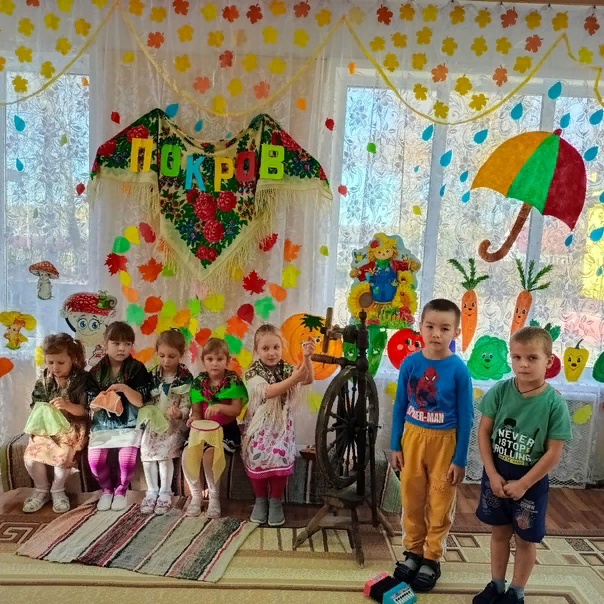 ПОКРОВ
SPIDER-MAN
NEVER
STOP
ROLLING